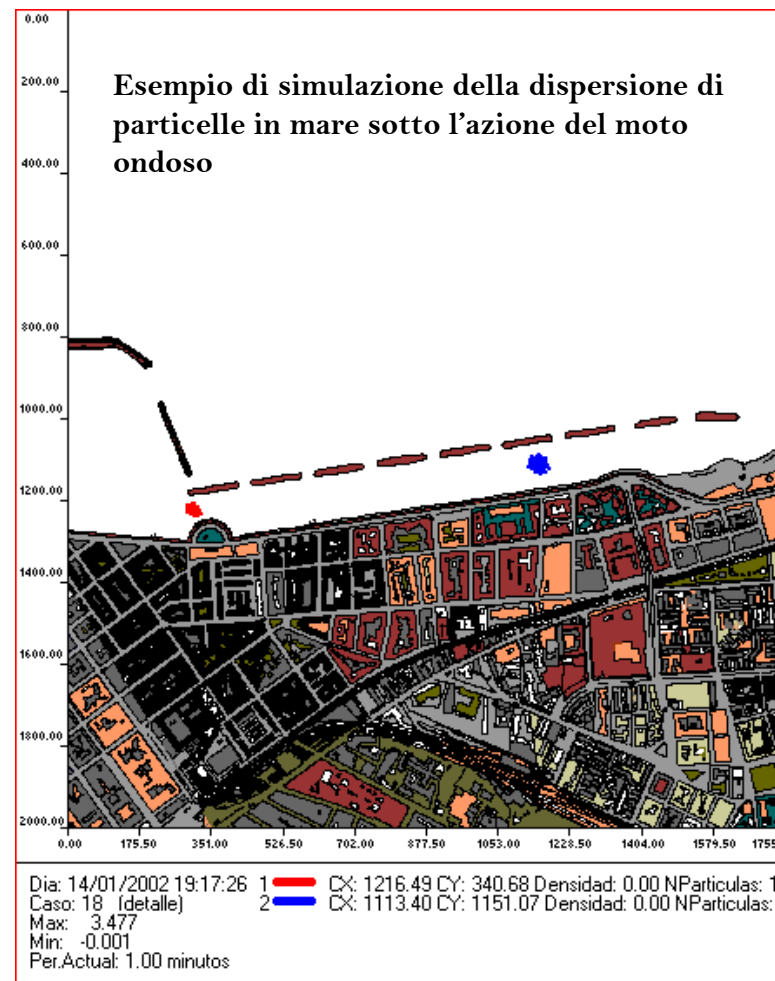 0.00
Esempio di simulazione della dispersione di
particelle in mare sotto l’azione del moto
ondoso
200.00
400.00
600.00
800.00
1000.00
1200.00
1400.00
1600.00
1800.00
2000.00
0.00 175.50 351.00 526.50 702.00 877.50 1053.00 1228.50 1404.00 1579.50 1755
Dia: 14/01/2002 19:17:26 1 CX: 1216.49 CY: 340.68 Densidad: 0.00 NParticulas: 1
Caso: 18 (detalle) 2 CX: 1113.40 CY: 1151.07 Densidad: 0.00 NParticulas:
Max: 3.477
Min: -0.001
Per.Actual: 1.00 minutos